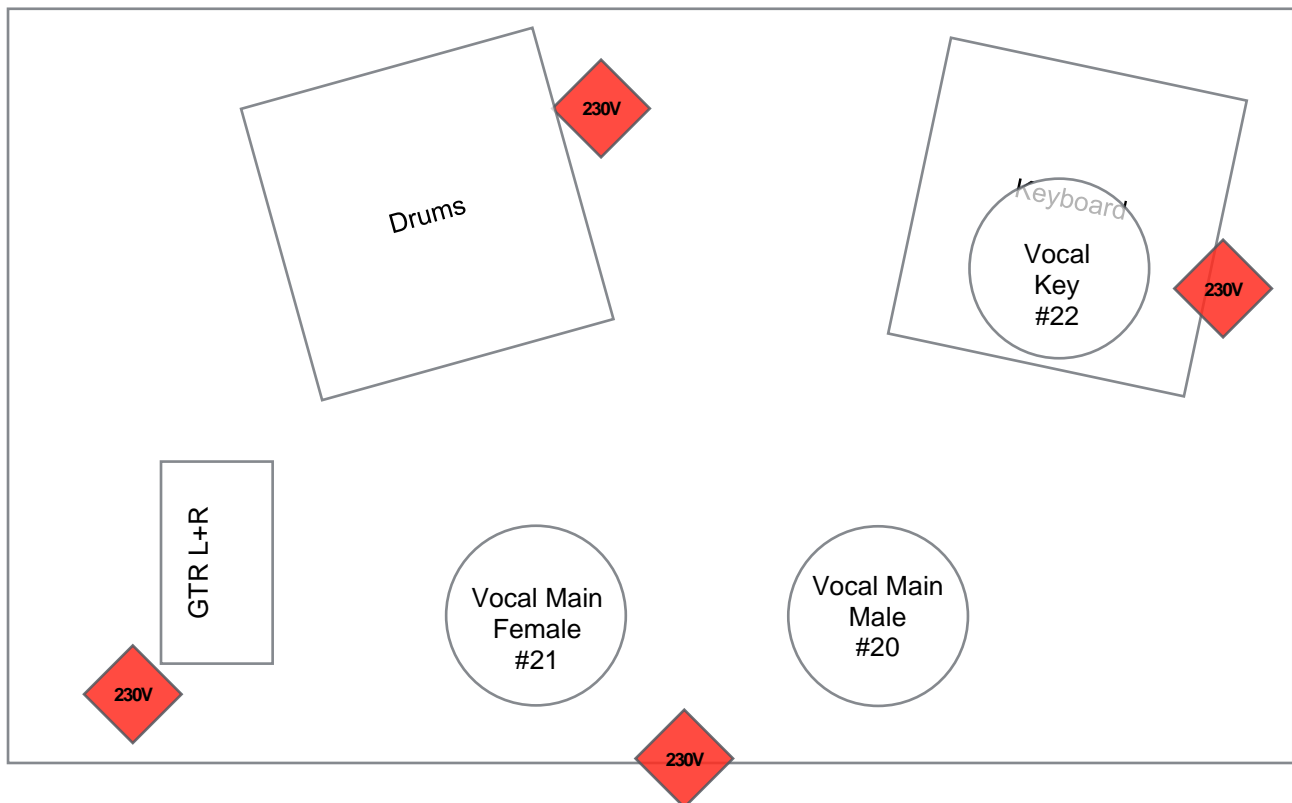 230V
Drums
Keyboard
Vocal
Key
#22
230V
GTR L+R
Vocal Main
Female
#21
Vocal Main
Male
#20
230V
230V